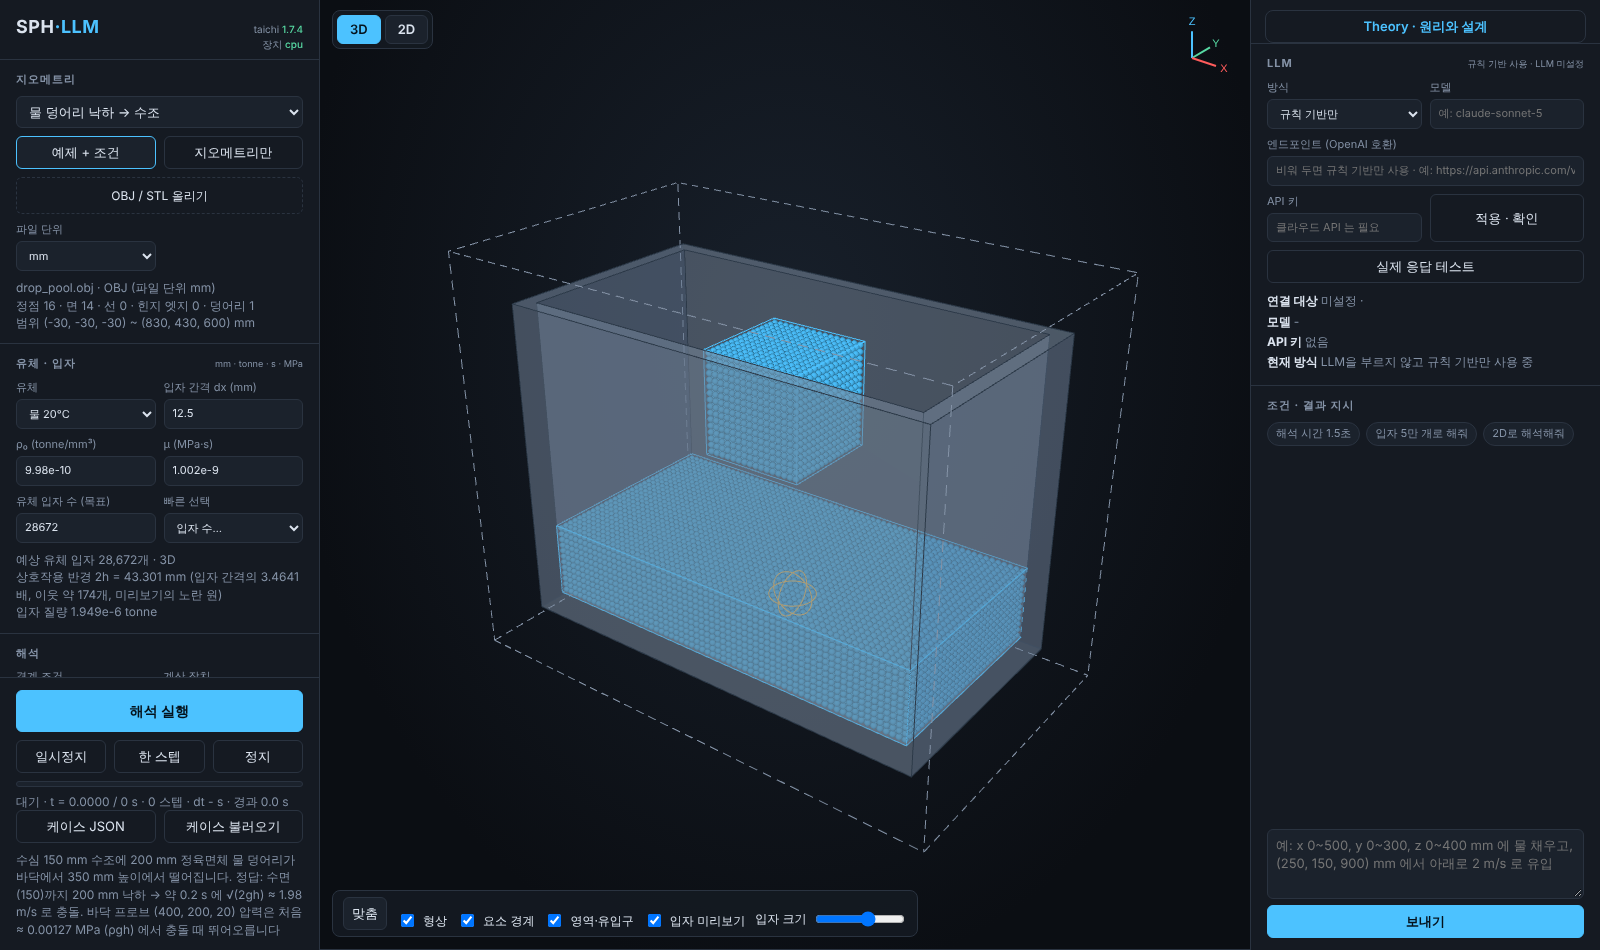 SPH·LLM
taichi 1.7.4
장치 cpu
지오메트리
물 덩어리 낙하 → 수조
예제 + 조건
지오메트리만
OBJ / STL 올리기
파일 단위
mm
drop_pool.obj · OBJ (파일 단위 mm)
정점 16 · 면 14 · 선 0 · 힌지 엣지 0 · 덩어리 1
범위 (-30, -30, -30) ~ (830, 430, 600) mm
유체 · 입자
mm · tonne · s · MPa
유체
입자 간격 dx (mm)
물 20°C
12.5
ρ₀ (tonne/mm³)
μ (MPa·s)
9.98e-10
1.002e-9
유체 입자 수 (목표)
빠른 선택
28672
입자 수...
예상 유체 입자 28,672개 · 3D
상호작용 반경 2h = 43.301 mm (입자 간격의 3.4641
배, 이웃 약 174개, 미리보기의 노란 원)
입자 질량 1.949e-6 tonne
해석
해석 실행
일시정지
한 스텝
정지
대기 · t = 0.0000 / 0 s · 0 스텝 · dt - s · 경과 0.0 s
케이스 JSON
케이스 불러오기
수심 150 mm 수조에 200 mm 정육면체 물 덩어리가
바닥에서 350 mm 높이에서 떨어집니다. 정답: 수면
(150)까지 200 mm 낙하 → 약 0.2 s 에 √(2gh) ≈ 1.98
m/s 로 충돌. 바닥 프로브 (400, 200, 20) 압력은 처음
≈ 0.00127 MPa (ρgh) 에서 충돌 때 뛰어오릅니다
3D
2D
Z
Y
X
맞춤
형상
요소 경계
영역·유입구
입자 미리보기
입자 크기
Theory · 원리와 설계
LLM
규칙 기반 사용 · LLM 미설정
방식
모델
규칙 기반만
예: claude-sonnet-5
엔드포인트 (OpenAI 호환)
비워 두면 규칙 기반만 사용 · 예: https://api.anthropic.com/v
API 키
클라우드 API 는 필요
적용 · 확인
실제 응답 테스트
연결 대상 미설정 ·
모델 -
API 키 없음
현재 방식 LLM을 부르지 않고 규칙 기반만 사용 중
조건 · 결과 지시
해석 시간 1.5초
입자 5만 개로 해줘
2D로 해석해줘
예: x 0~500, y 0~300, z 0~400 mm 에 물 채우고,
(250, 150, 900) mm 에서 아래로 2 m/s 로 유입
보내기